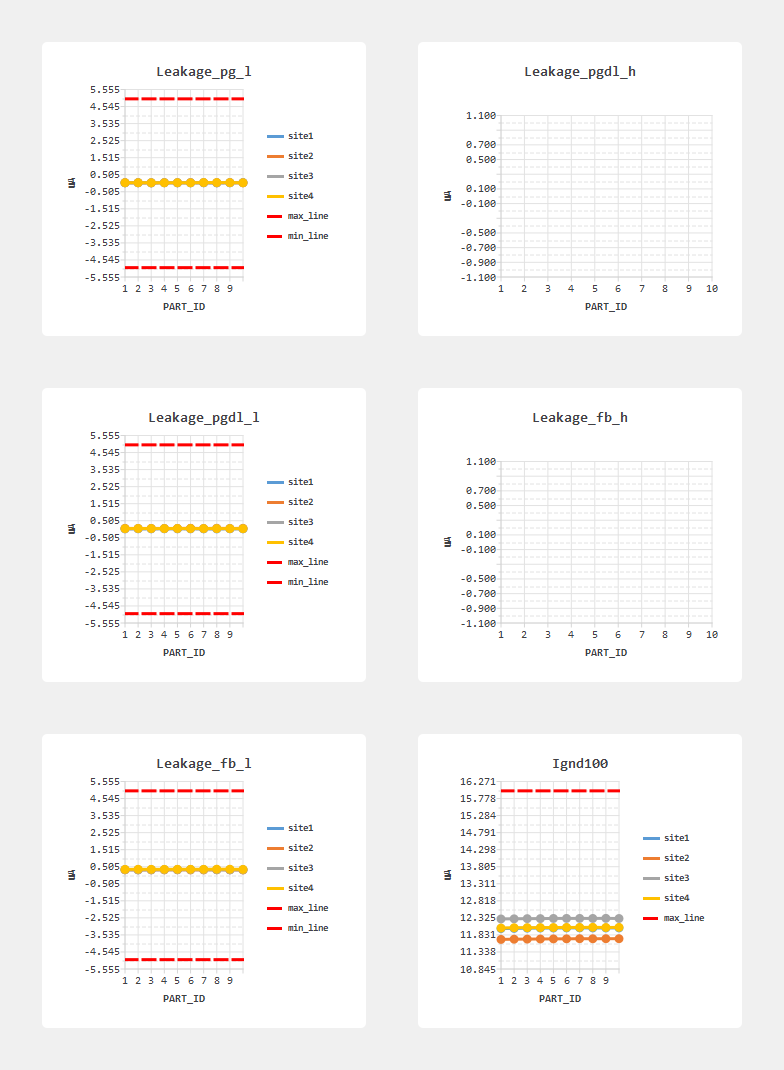 Leakage_pg_l
5.555
4.545
3.535
2.525
1.515
0.505
-0.505
-1.515
-2.525
-3.535
-4.545
-5.555
uA
1 2 3 4 5 6 7 8 9
PART_ID
site1
site2
site3
site4
max_line
min_line
Leakage_pgdl_h
1.100
0.700
0.500
0.100
-0.100
-0.500
-0.700
-0.900
-1.100
uA
1 2 3 4 5 6 7 8 9 10
PART_ID
Leakage_pgdl_l
5.555
4.545
3.535
2.525
1.515
0.505
-0.505
-1.515
-2.525
-3.535
-4.545
-5.555
uA
1 2 3 4 5 6 7 8 9
PART_ID
site1
site2
site3
site4
max_line
min_line
Leakage_fb_h
1.100
0.700
0.500
0.100
-0.100
-0.500
-0.700
-0.900
-1.100
uA
1 2 3 4 5 6 7 8 9 10
PART_ID
Leakage_fb_l
5.555
4.545
3.535
2.525
1.515
0.505
-0.505
-1.515
-2.525
-3.535
-4.545
-5.555
uA
1 2 3 4 5 6 7 8 9
PART_ID
site1
site2
site3
site4
max_line
min_line
Ignd100
16.271
15.778
15.284
14.791
14.298
13.805
13.311
12.818
12.325
11.831
11.338
10.845
uA
1 2 3 4 5 6 7 8 9
PART_ID
site1
site2
site3
site4
max_line